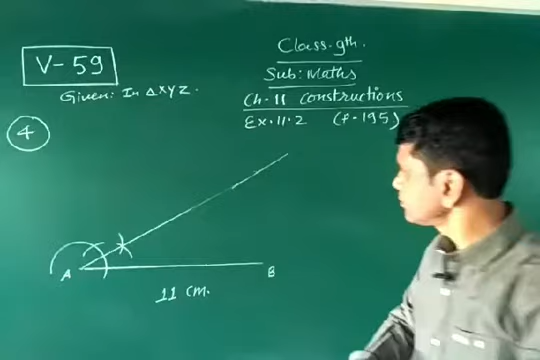 V-59
Class. 9th.
Sub: Maths
Given: In ΔXYZ.
Ch-11 constructions
Ex. 11.2 (P. 195)
4
A
B
11 cm.